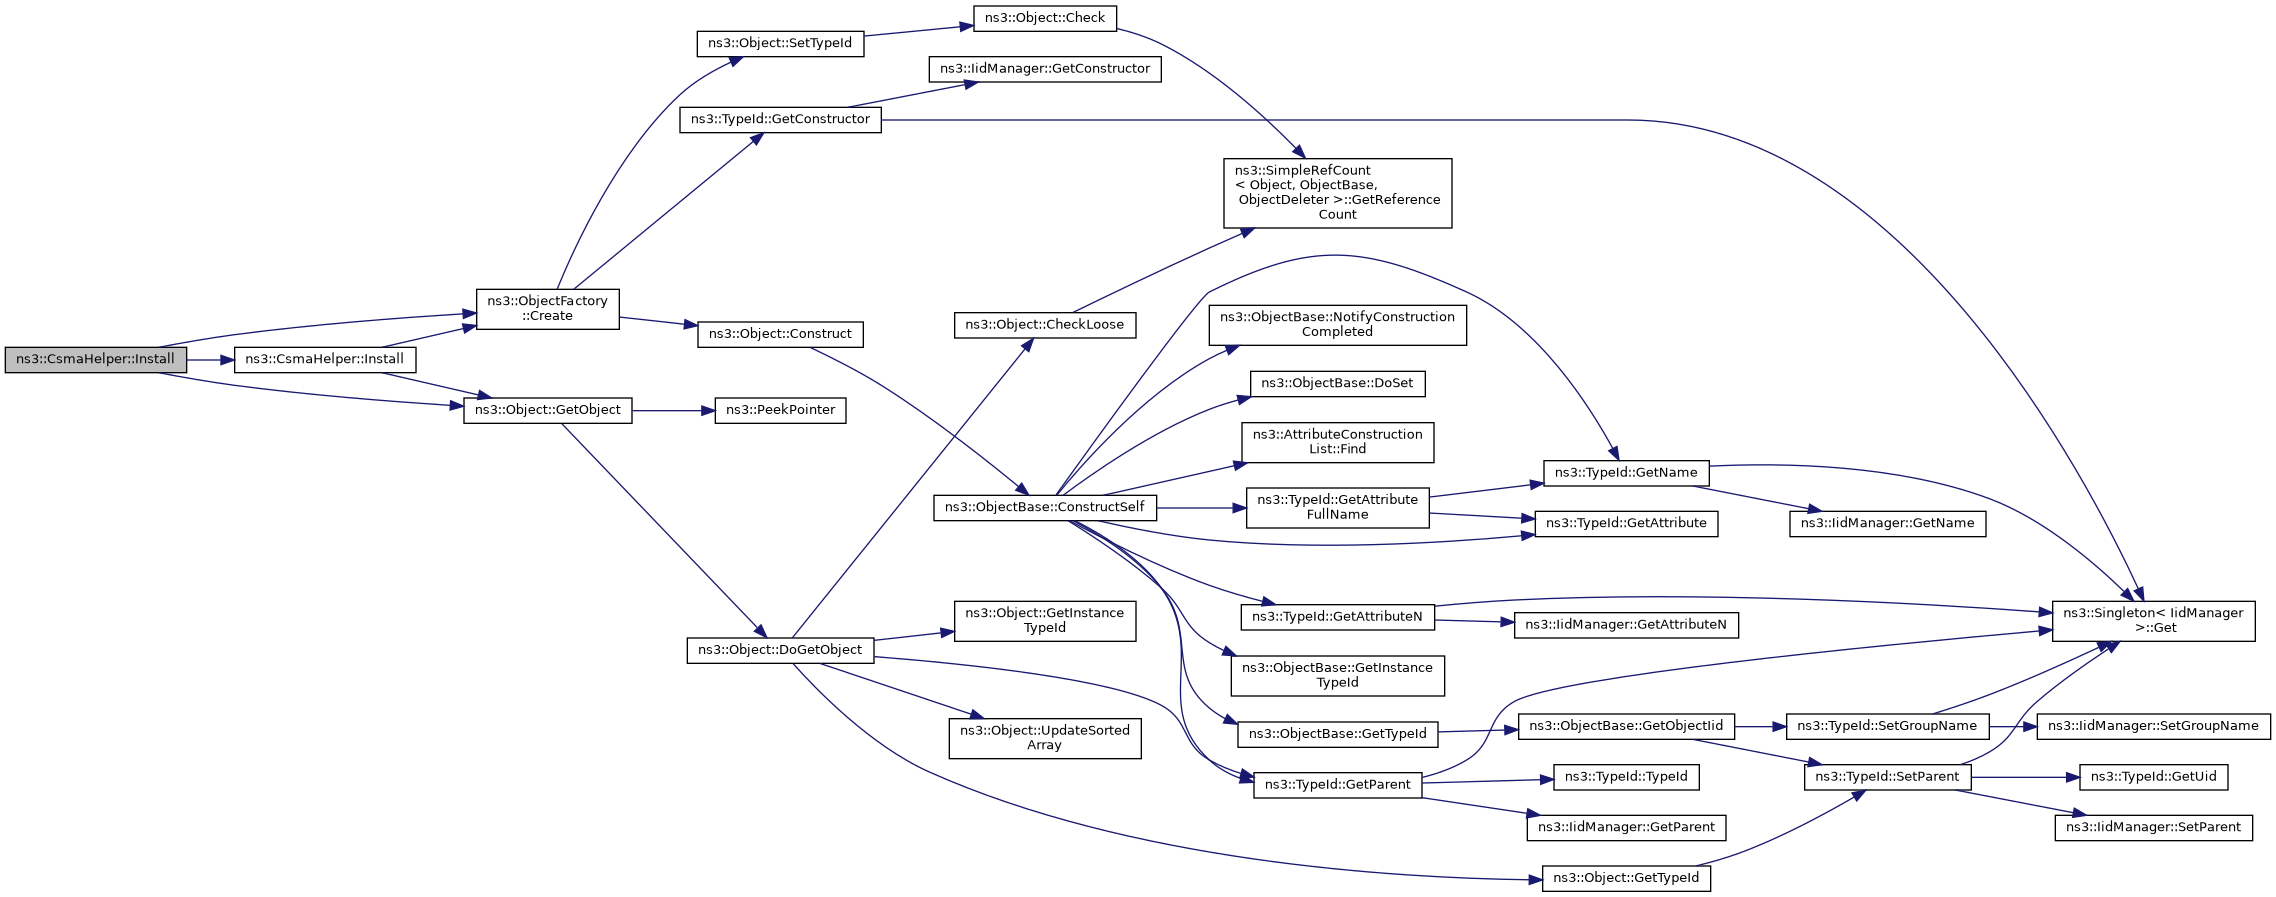 ns3::CsmaHelper::Install
ns3::CsmaHelper::Install
ns3::ObjectFactory
::Create
ns3::Object::GetObject
ns3::Object::SetTypeId
ns3::TypeId::GetConstructor
ns3::Object::Construct
ns3::PeekPointer
ns3::Object::DoGetObject
ns3::Object::Check
ns3::IidManager::GetConstructor
ns3::Object::CheckLoose
ns3::ObjectBase::ConstructSelf
ns3::Object::GetInstance
TypeId
ns3::Object::UpdateSorted
Array
ns3::SimpleRefCount
< Object, ObjectBase,
ObjectDeleter >::GetReference
Count
ns3::ObjectBase::NotifyConstruction
Completed
ns3::ObjectBase::DoSet
ns3::AttributeConstruction
List::Find
ns3::TypeId::GetAttribute
FullName
ns3::TypeId::GetAttributeN
ns3::ObjectBase::GetInstance
TypeId
ns3::ObjectBase::GetTypeId
ns3::TypeId::GetParent
ns3::TypeId::GetName
ns3::TypeId::GetAttribute
ns3::IidManager::GetAttributeN
ns3::ObjectBase::GetObjectIid
ns3::TypeId::TypeId
ns3::IidManager::GetParent
ns3::Object::GetTypeId
ns3::IidManager::GetName
ns3::TypeId::SetGroupName
ns3::TypeId::SetParent
ns3::Singleton< IidManager
>::Get
ns3::IidManager::SetGroupName
ns3::TypeId::GetUid
ns3::IidManager::SetParent